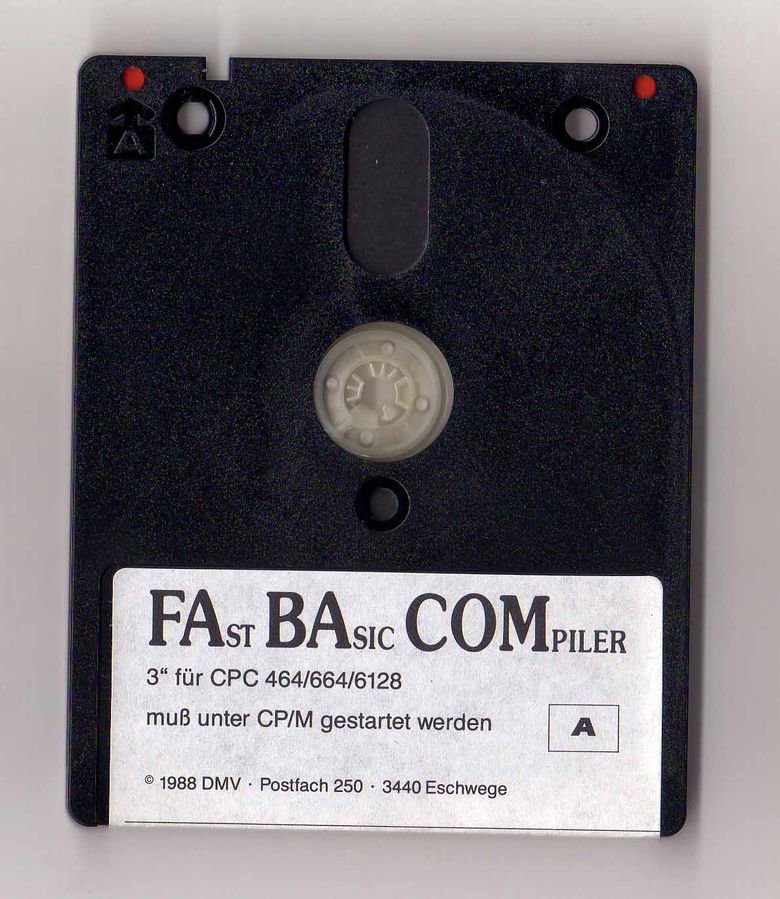 A
FAst BAsic COMpiler
3“ für CPC 464/664/6128
muß unter CP/M gestartet werden
A
© 1988 DMV · Postfach 250 · 3440 Eschwege